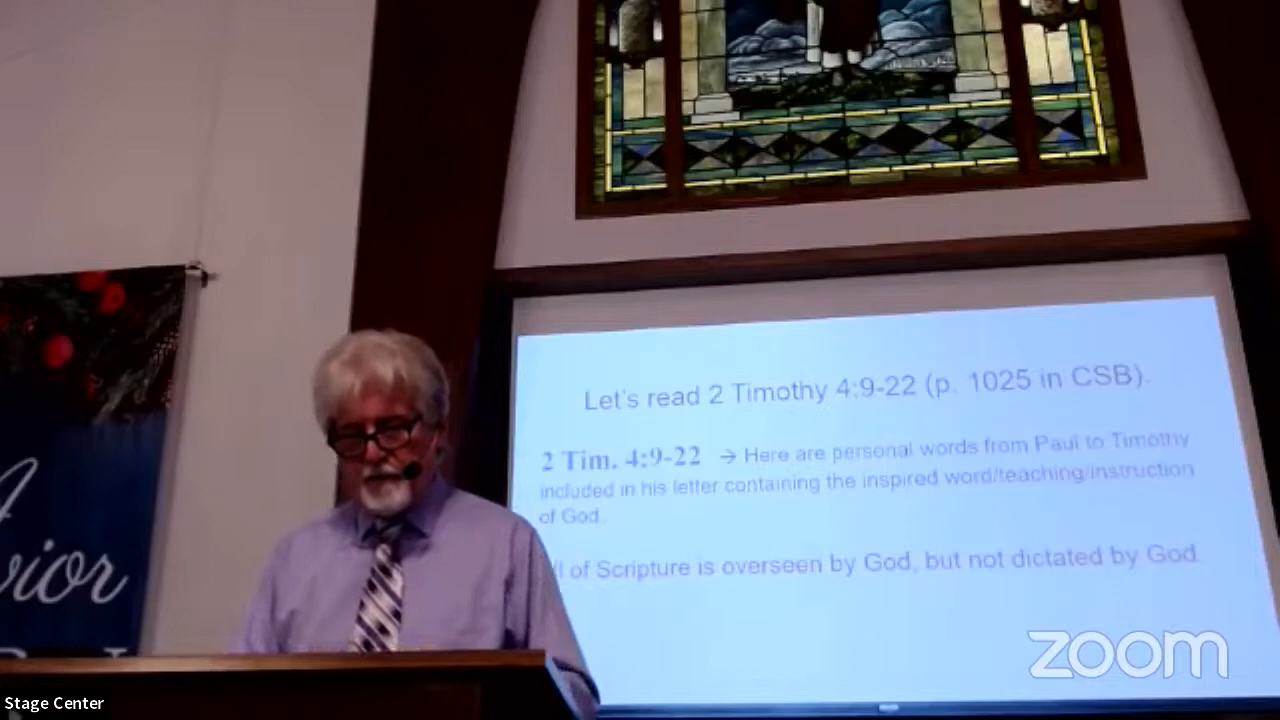 Let's read 2 Timothy 4:9-22 (p. 1025 in CSB).
2 Tim. 4:9-22 → Here are personal words from Paul to Timothy
included in his letter containing the inspired word/teaching/instruction
of God.
of Scripture is overseen by God, but not dictated by God
A
vior
zoom
Stage Center